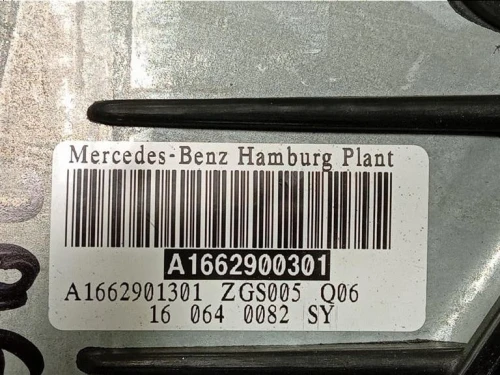 Mercedes-Benz Hamburg Plant
A1662900301
A1662901301 ZGS005 Q06
16 064 0082 SY